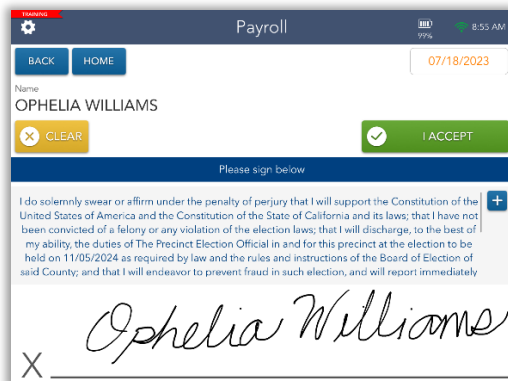 TRAINING
Payroll
99%
8:55 AM
BACK
HOME
07/18/2023
Name
OPHELIA WILLIAMS
CLEAR
I ACCEPT
Please sign below
I do solemnly swear or affirm under the penalty of perjury that I will support the Constitution of the
United States of America and the Constitution of the State of California and its laws; that I have not
been convicted of a felony or any violation of the election laws; that I will discharge, to the best of
my ability, the duties of The Precinct Election Official in and for this precinct at the election to be
held on 11/05/2024 as required by law and the rules and instructions of the Board of Election of
said County; and that I will endeavor to prevent fraud in such election, and will report immediately
Ophelia Williams
X